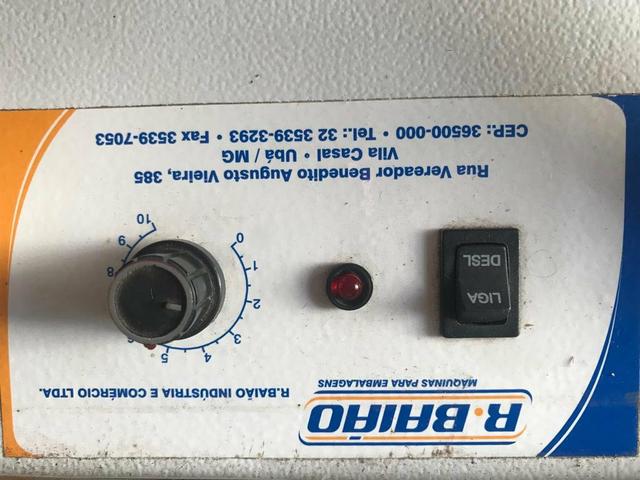 R.BAIÃO
MÁQUINAS PARA EMBALAGENS
R.BAIÃO INDÚSTRIA E COMÉRCIO LTDA.
LIGA
DESL
5
4
3
2
1
0
8
9
10
Rua Vereador Benedito Augusto Vieira, 385
Vila Casal • Ubá / MG
CEP.: 36500-000 • Tel.: 32 3539-3293 • Fax 3539-7053